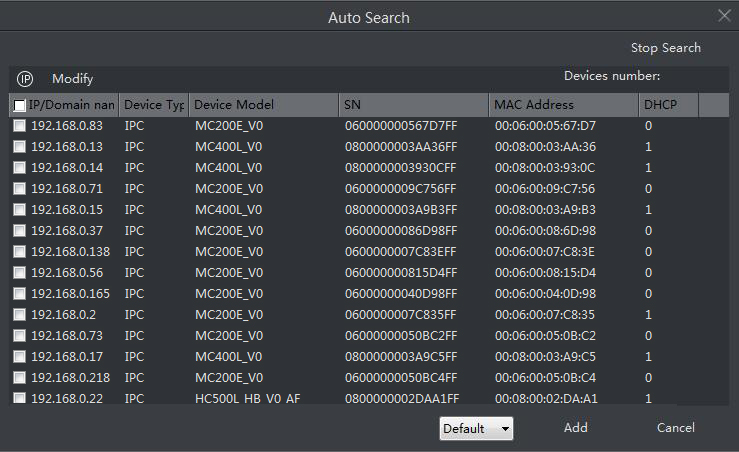 Auto Search
Stop Search
IP Modify Devices number:
IP/Domain nan Device Typ Device Model SN MAC Address DHCP
192.168.0.83 IPC MC200E_V0 060000000567D7FF 00:06:00:05:67:D7 0
192.168.0.13 IPC MC400L_V0 0800000003AA36FF 00:08:00:03:AA:36 1
192.168.0.14 IPC MC400L_V0 0800000003930CFF 00:08:00:03:93:0C 1
192.168.0.71 IPC MC200E_V0 0600000009C756FF 00:06:00:09:C7:56 0
192.168.0.15 IPC MC400L_V0 0800000003A9B3FF 00:08:00:03:A9:B3 1
192.168.0.37 IPC MC200E_V0 06000000086D98FF 00:06:00:08:6D:98 0
192.168.0.138 IPC MC200E_V0 0600000007C83EFF 00:06:00:07:C8:3E 0
192.168.0.56 IPC MC200E_V0 060000000815D4FF 00:06:00:08:15:D4 0
192.168.0.165 IPC MC200E_V0 06000000040D98FF 00:06:00:04:0D:98 0
192.168.0.2 IPC MC200E_V0 0600000007C835FF 00:06:00:07:C8:35 1
192.168.0.73 IPC MC200E_V0 06000000050BC2FF 00:06:00:05:0B:C2 0
192.168.0.17 IPC MC400L_V0 0800000003A9C5FF 00:08:00:03:A9:C5 1
192.168.0.218 IPC MC200E_V0 06000000050BC4FF 00:06:00:05:0B:C4 0
192.168.0.22 IPC HC500L_HB_V0_AF 0800000002DAA1FF 00:08:00:02:DA:A1 1
Default Add Cancel